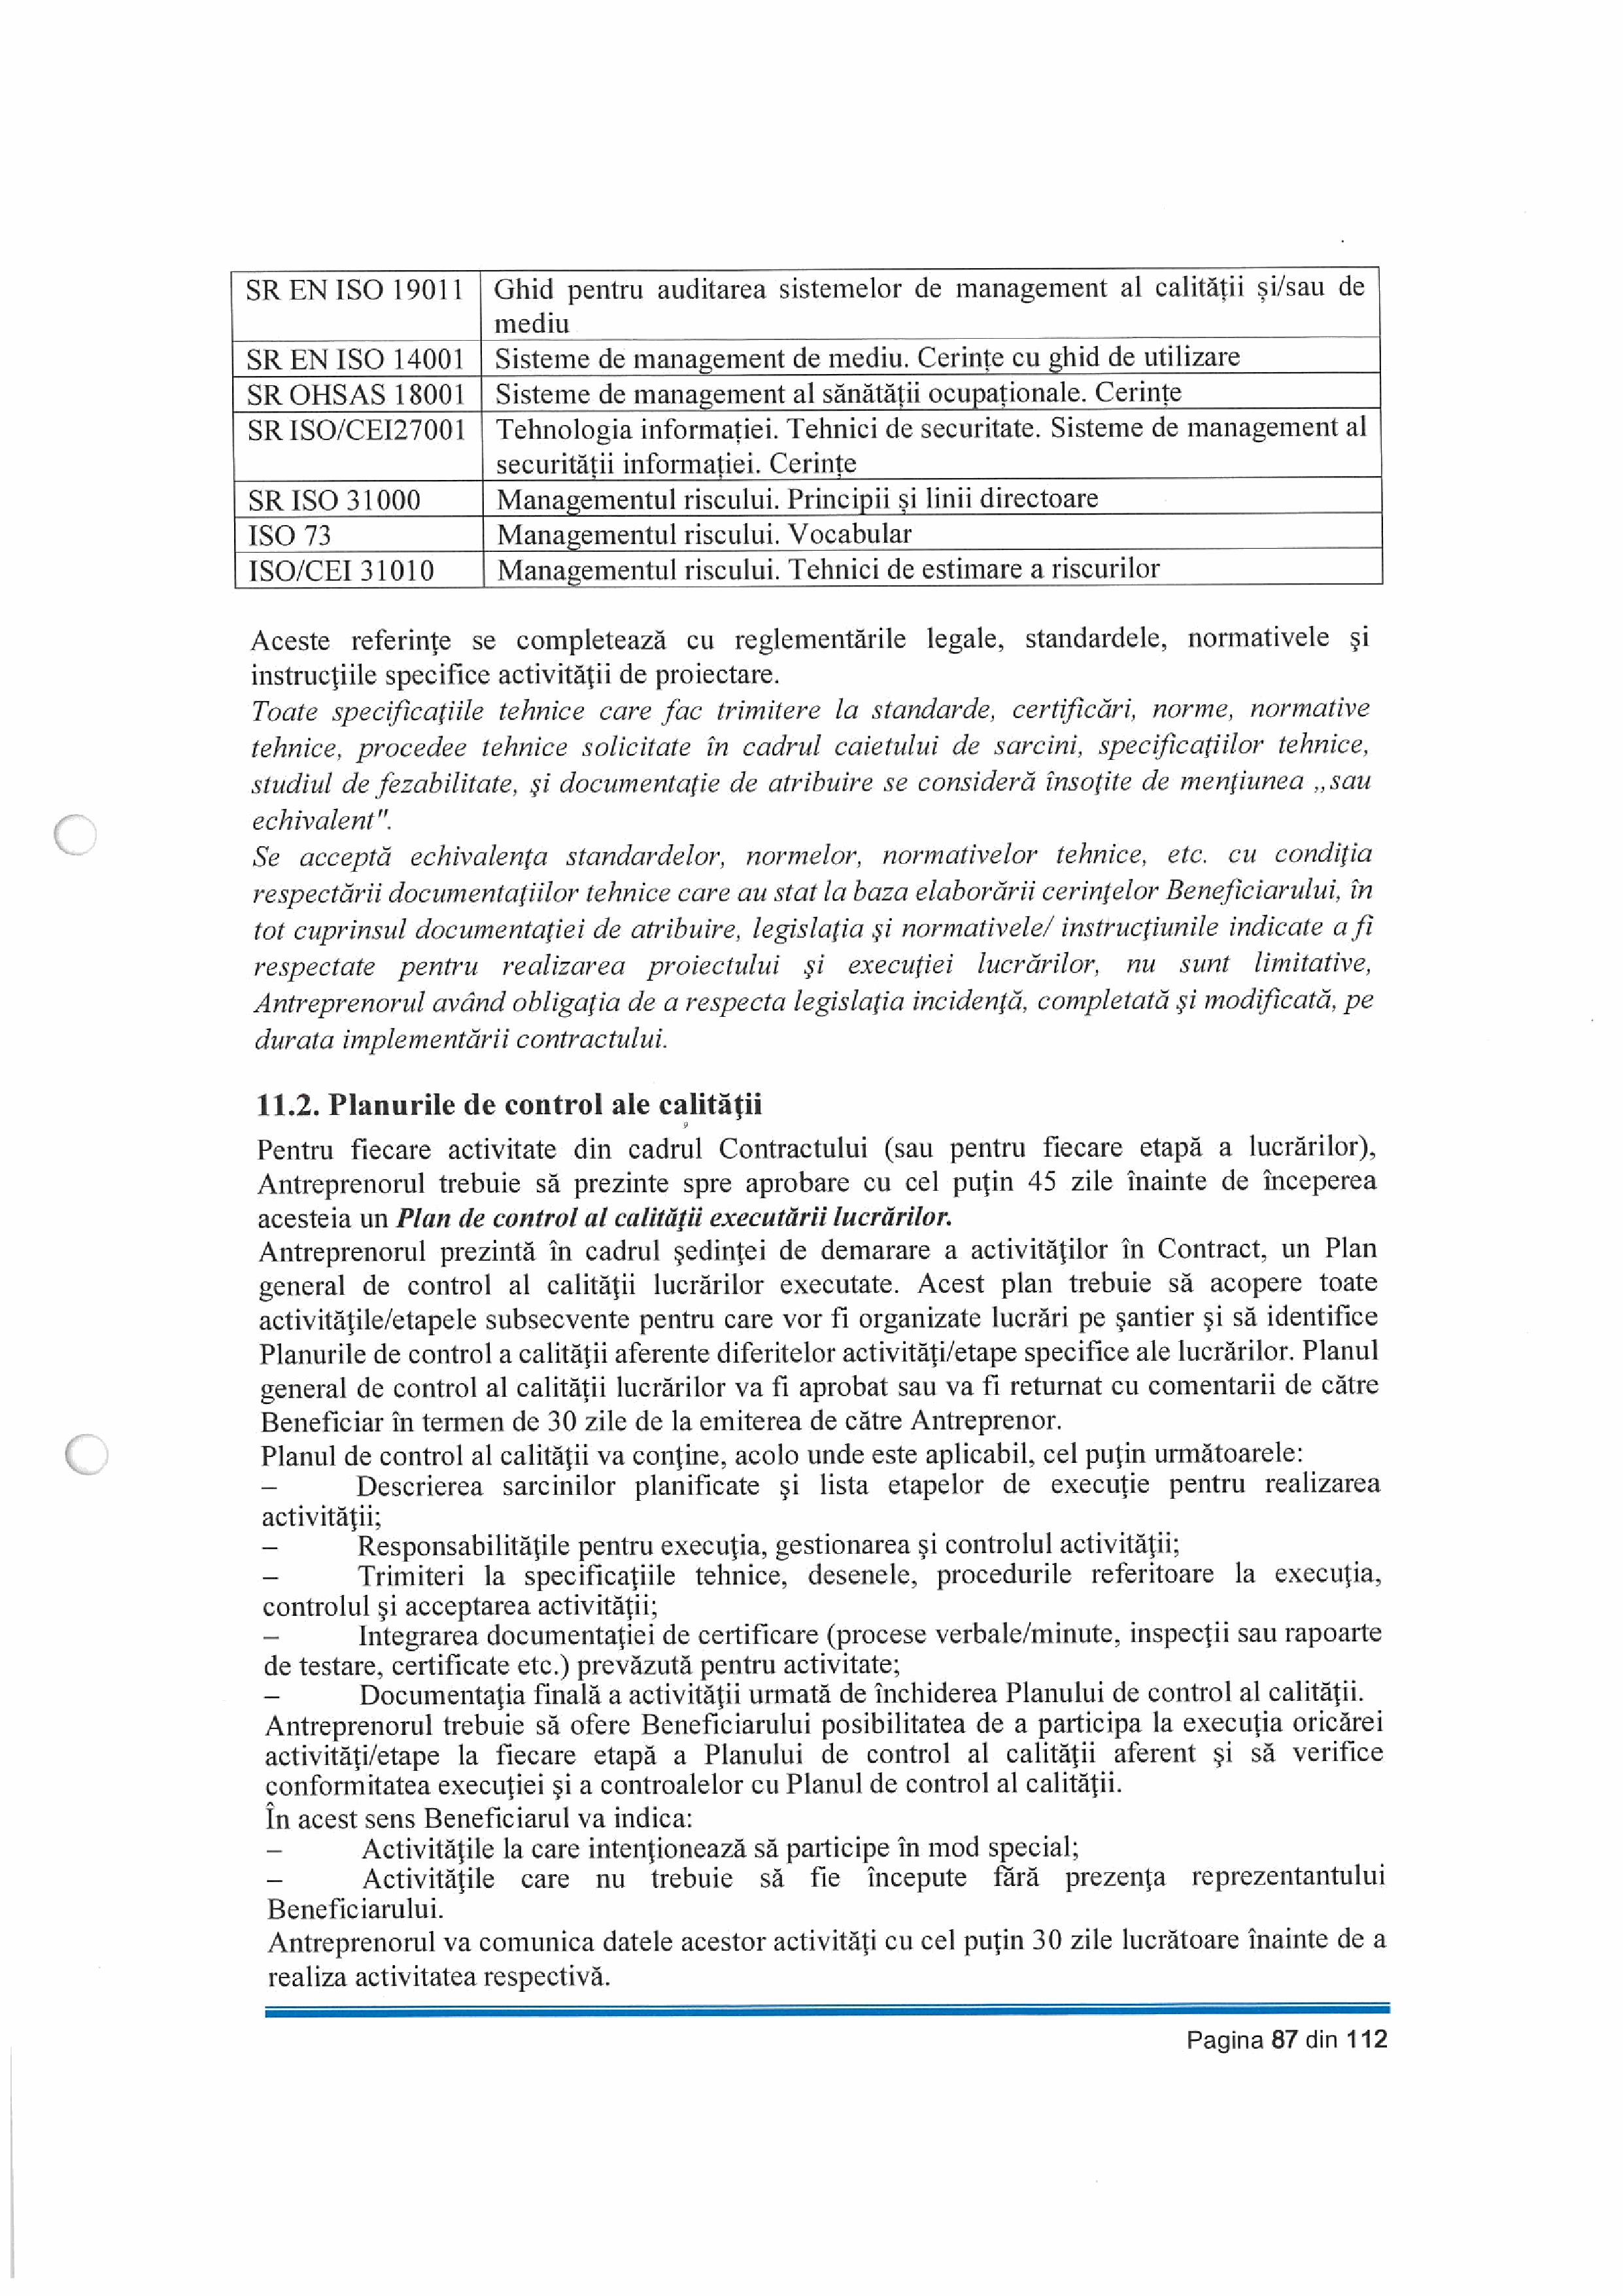 SR EN ISO 19011 Ghid pentru auditarea sistemelor de management al calității și/sau de
mediu
SR EN ISO 14001 Sisteme de management de mediu. Cerințe cu ghid de utilizare
SR OHSAS 18001 Sisteme de management al sănătății ocupaționale. Cerințe
SR ISO/CEI27001 Tehnologia informației. Tehnici de securitate. Sisteme de management al
securității informației. Cerințe
SR ISO 31000 Managementul riscului. Principii și linii directoare
ISO 73 Managementul riscului. Vocabular
ISO/CEI 31010 Managementul riscului. Tehnici de estimare a riscurilor
Aceste referinţe se completează cu reglementările legale, standardele, normativele şi
instrucţiile specifice activităţii de proiectare.
Toate specificaţiile tehnice care fac trimitere la standarde, certificări, norme, normative
tehnice, procedee tehnice solicitate în cadrul caietului de sarcini, specificaţiilor tehnice,
studiul de fezabilitate, şi documentaţie de atribuire se consideră însoţite de menţiunea „sau
echivalent".
Se acceptă echivalenţa standardelor, normelor, normativelor tehnice, etc. cu condiţia
respectării documentaţiilor tehnice care au stat la baza elaborării cerinţelor Beneficiarului, în
tot cuprinsul documentaţiei de atribuire, legislaţia şi normativele/ instrucţiunile indicate a fi
respectate pentru realizarea proiectului şi execuţiei lucrărilor, nu sunt limitative,
Antreprenorul având obligaţia de a respecta legislaţia incidenţă, completată şi modificată, pe
durata implementării contractului.
11.2. Planurile de control ale calităţii
Pentru fiecare activitate din cadrul Contractului (sau pentru fiecare etapă a lucrărilor),
Antreprenorul trebuie să prezinte spre aprobare cu cel puţin 45 zile înainte de începerea
acesteia un Plan de control al calităţii executării lucrărilor.
Antreprenorul prezintă în cadrul şedinţei de demarare a activităţilor în Contract, un Plan
general de control al calităţii lucrărilor executate. Acest plan trebuie să acopere toate
activităţile/etapele subsecvente pentru care vor fi organizate lucrări pe şantier şi să identifice
Planurile de control a calităţii aferente diferitelor activităţi/etape specifice ale lucrărilor. Planul
general de control al calităţii lucrărilor va fi aprobat sau va fi returnat cu comentarii de către
Beneficiar în termen de 30 zile de la emiterea de către Antreprenor.
Planul de control al calităţii va conţine, acolo unde este aplicabil, cel puţin următoarele:
– Descrierea sarcinilor planificate şi lista etapelor de execuţie pentru realizarea
activităţii;
– Responsabilităţile pentru execuţia, gestionarea şi controlul activităţii;
– Trimiteri la specificaţiile tehnice, desenele, procedurile referitoare la execuţia,
controlul şi acceptarea activităţii;
– Integrarea documentaţiei de certificare (procese verbale/minute, inspecţii sau rapoarte
de testare, certificate etc.) prevăzută pentru activitate;
– Documentaţia finală a activităţii urmată de închiderea Planului de control al calităţii.
Antreprenorul trebuie să ofere Beneficiarului posibilitatea de a participa la execuţia oricărei
activităţi/etape la fiecare etapă a Planului de control al calităţii aferent şi să verifice
conformitatea execuţiei şi a controalelor cu Planul de control al calităţii.
În acest sens Beneficiarul va indica:
– Activităţile la care intenţionează să participe în mod special;
– Activităţile care nu trebuie să fie începute fără prezenţa reprezentantului
Beneficiarului.
Antreprenorul va comunica datele acestor activităţi cu cel puţin 30 zile lucrătoare înainte de a
realiza activitatea respectivă.
Pagina 87 din 112